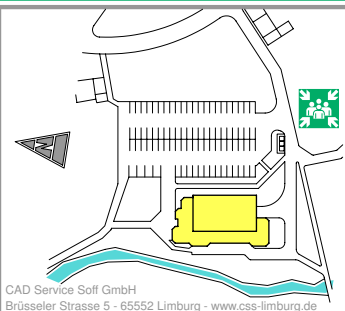 N
CAD Service Soff GmbH
Brüsseler Strasse 5 - 65552 Limburg - www.css-limburg.de